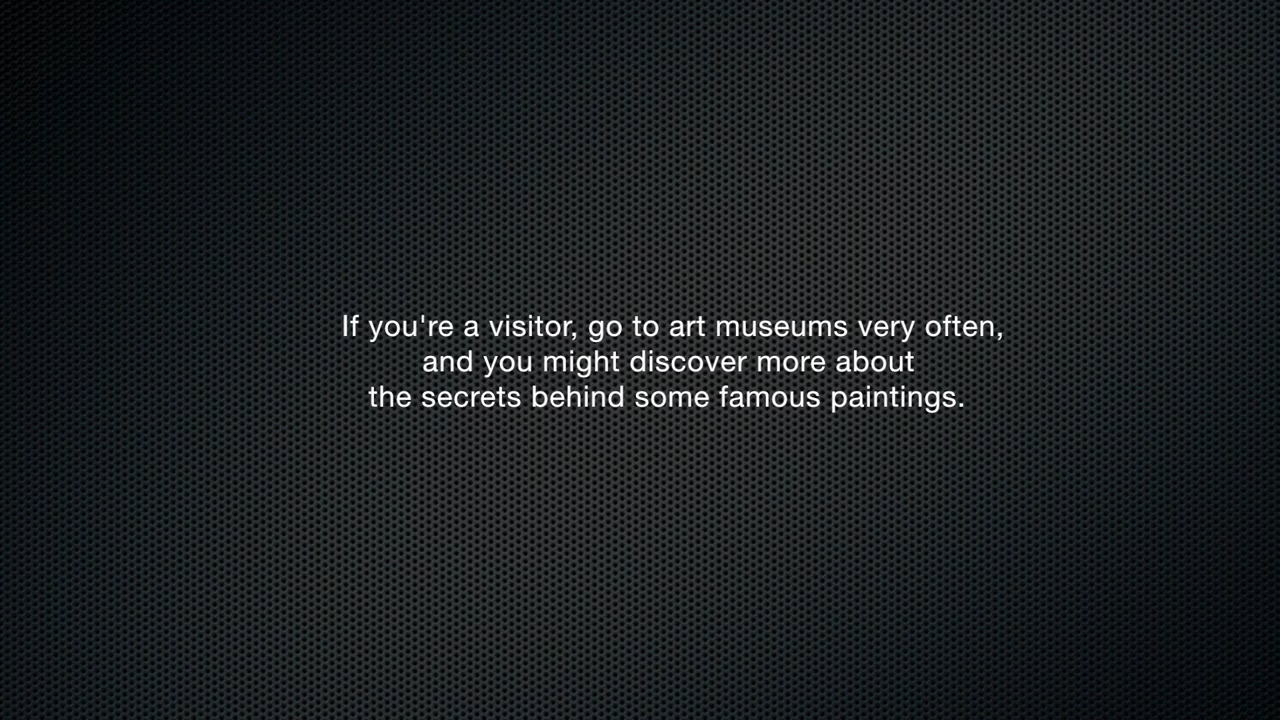 If you're a visitor, go to art museums very often,
and you might discover more about
the secrets behind some famous paintings.